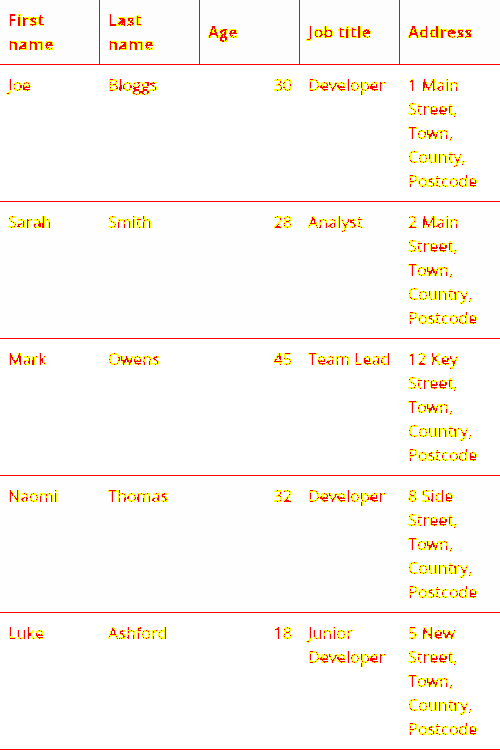 First name Last name Age Job title Address
Joe Bloggs 30 Developer 1 Main
Street,
Town,
County,
Postcode
Sarah Smith 28 Analyst 2 Main
Street,
Town,
Country,
Postcode
Mark Owens 45 Team Lead 12 Key
Street,
Town,
Country,
Postcode
Naomi Thomas 32 Developer 8 Side
Street,
Town,
Country,
Postcode
Luke Ashford 18 Junior 5 New
Developer Street,
Town,
Country,
Postcode